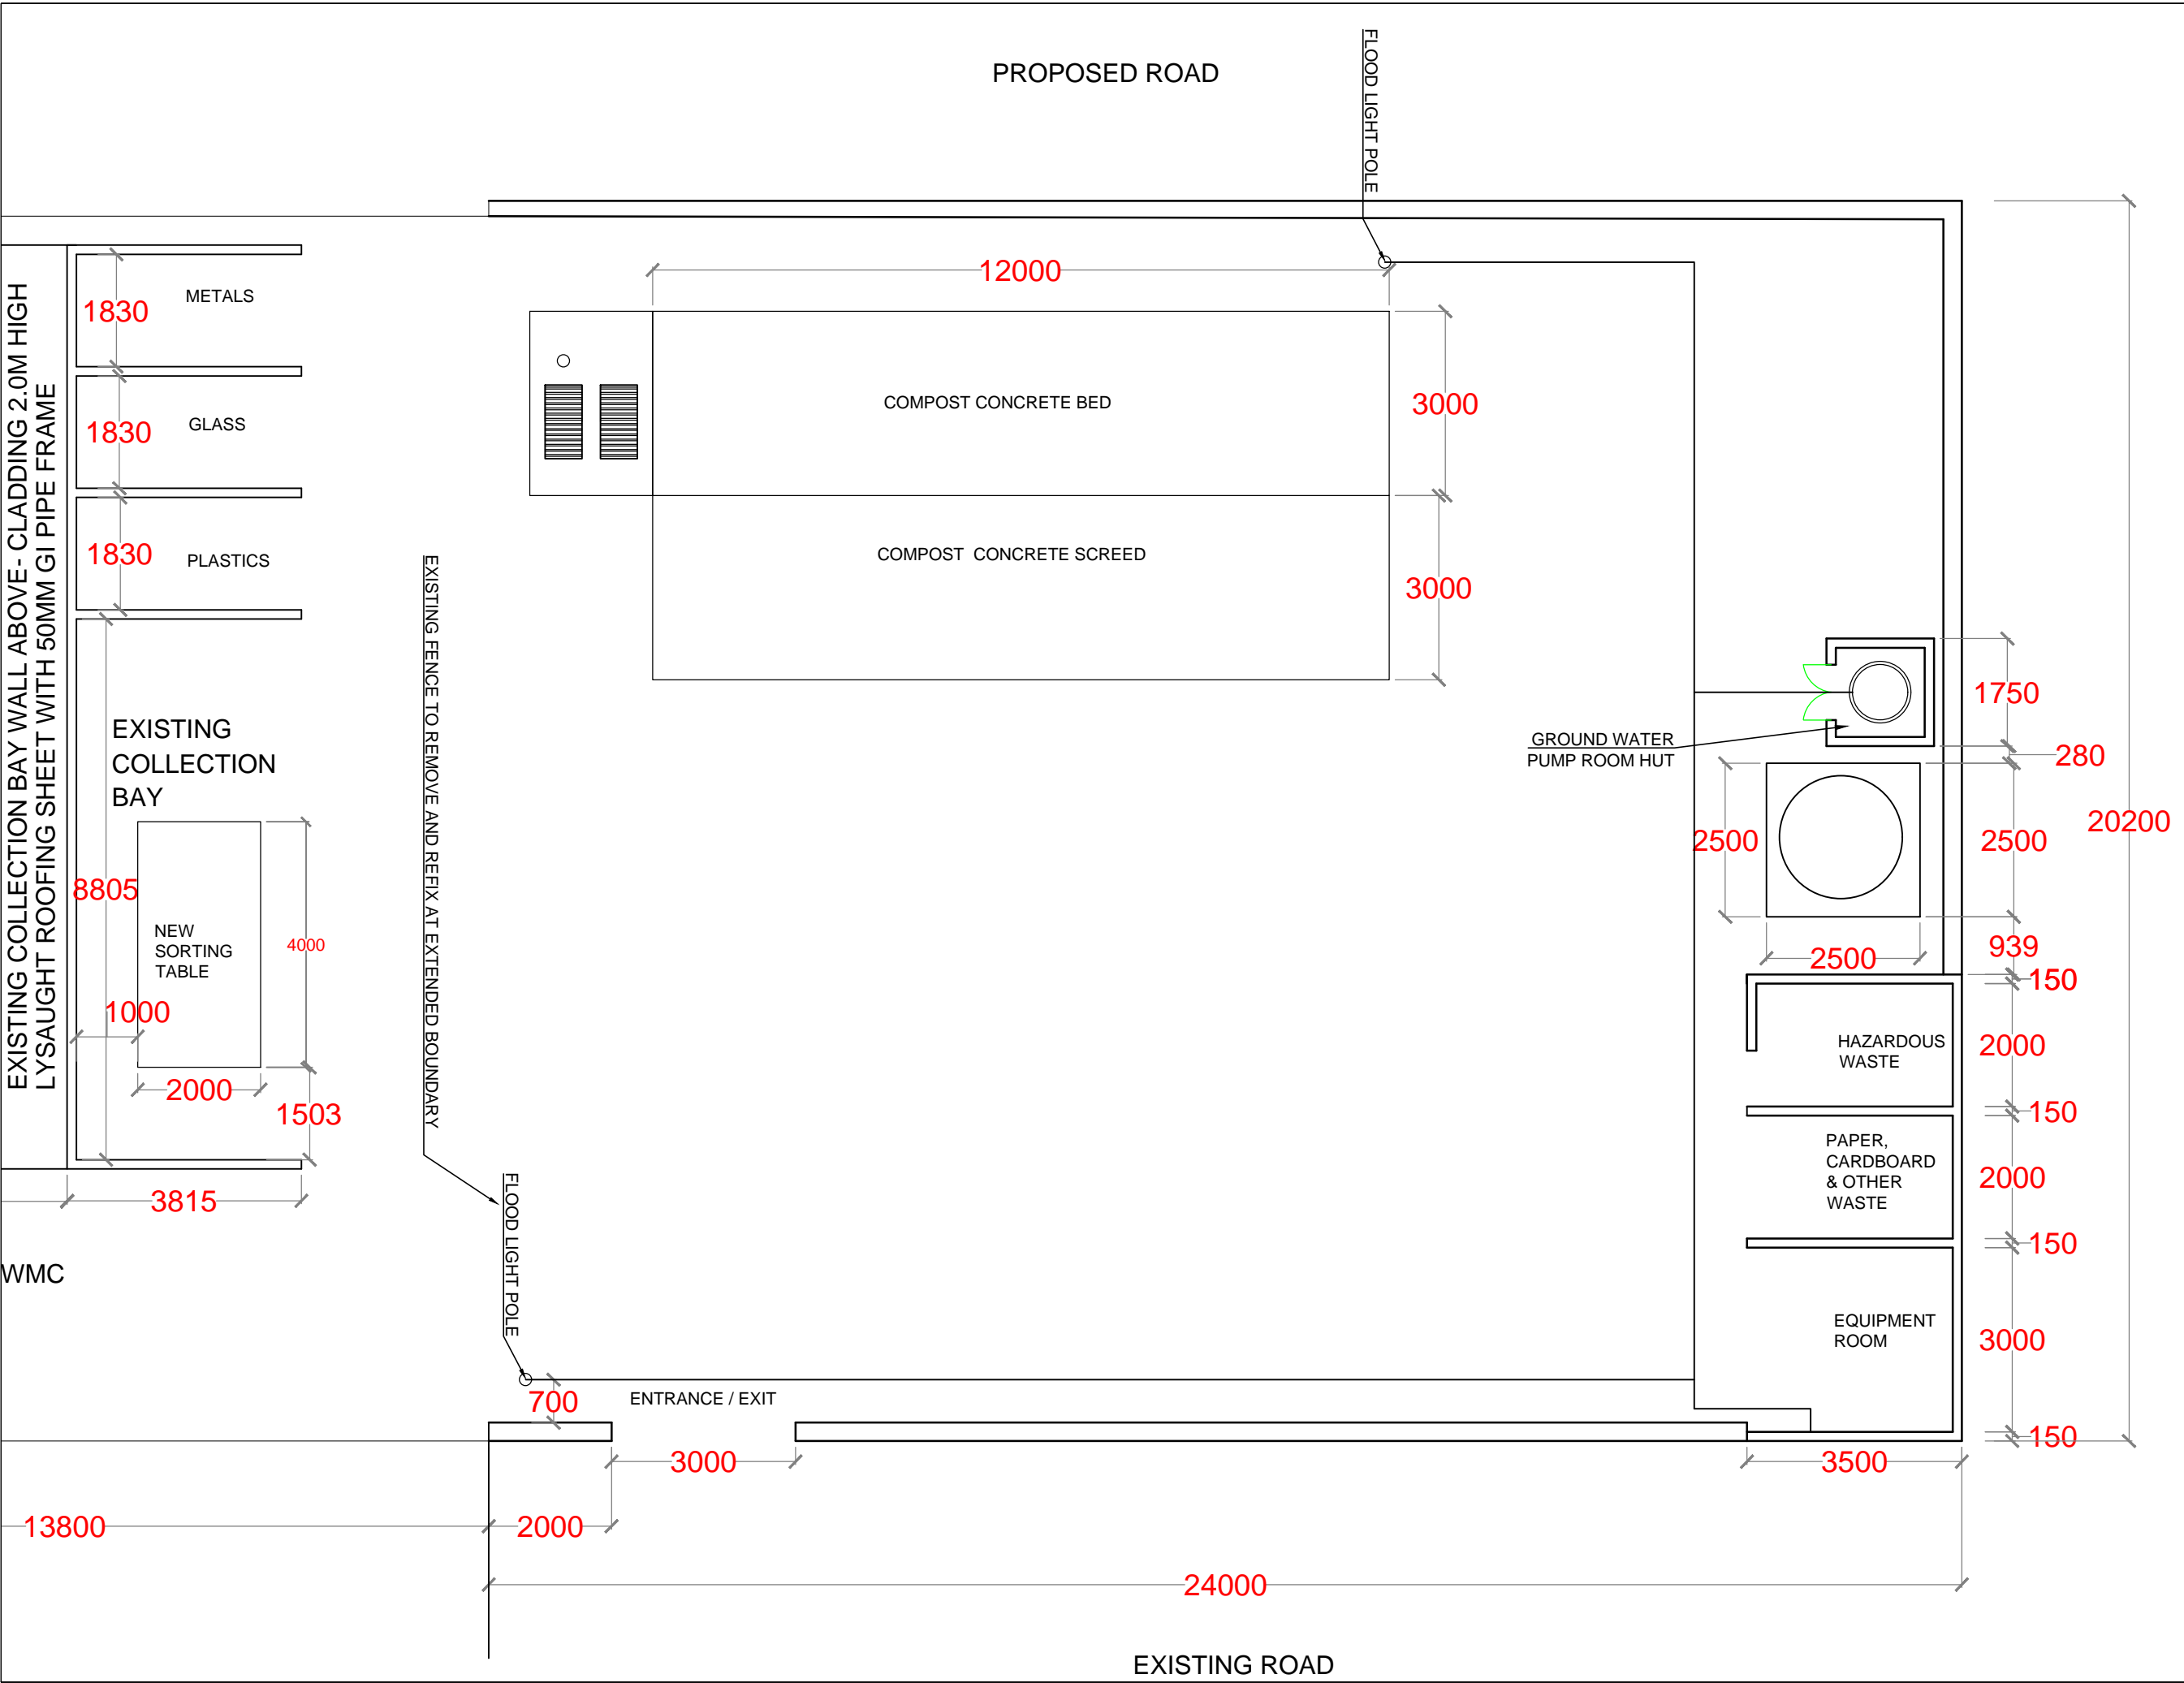 PROPOSED ROAD
FLOOD LIGHT POLE
12000
EXISTING COLLECTION BAY WALL ABOVE- CLADDING 2.0M HIGH
LYSAUGHT ROOFING SHEET WITH 50MM GI PIPE FRAME
1830
METALS
1830
GLASS
1830
PLASTICS
COMPOST CONCRETE BED
3000
COMPOST CONCRETE SCREED
3000
EXISTING FENCE TO REMOVE AND REFIX AT EXTENDED BOUNDARY
EXISTING
COLLECTION
BAY
8805
NEW
SORTING
TABLE
4000
1000
2000
1503
3815
GROUND WATER
PUMP ROOM HUT
1750
280
2500
2500
20200
2500
939
150
HAZARDOUS
WASTE
2000
150
PAPER,
CARDBOARD
& OTHER
WASTE
2000
150
EQUIPMENT
ROOM
3000
150
WMC
FLOOD LIGHT POLE
700
ENTRANCE / EXIT
3000
3500
13800
2000
24000
EXISTING ROAD